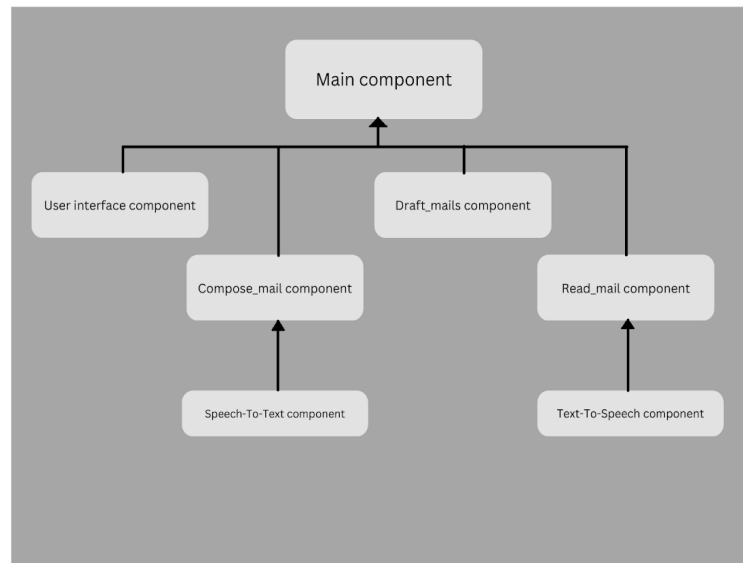 Main component
User interface component
Draft_mails component
Compose_mail component
Read_mail component
Speech-To-Text component
Text-To-Speech component